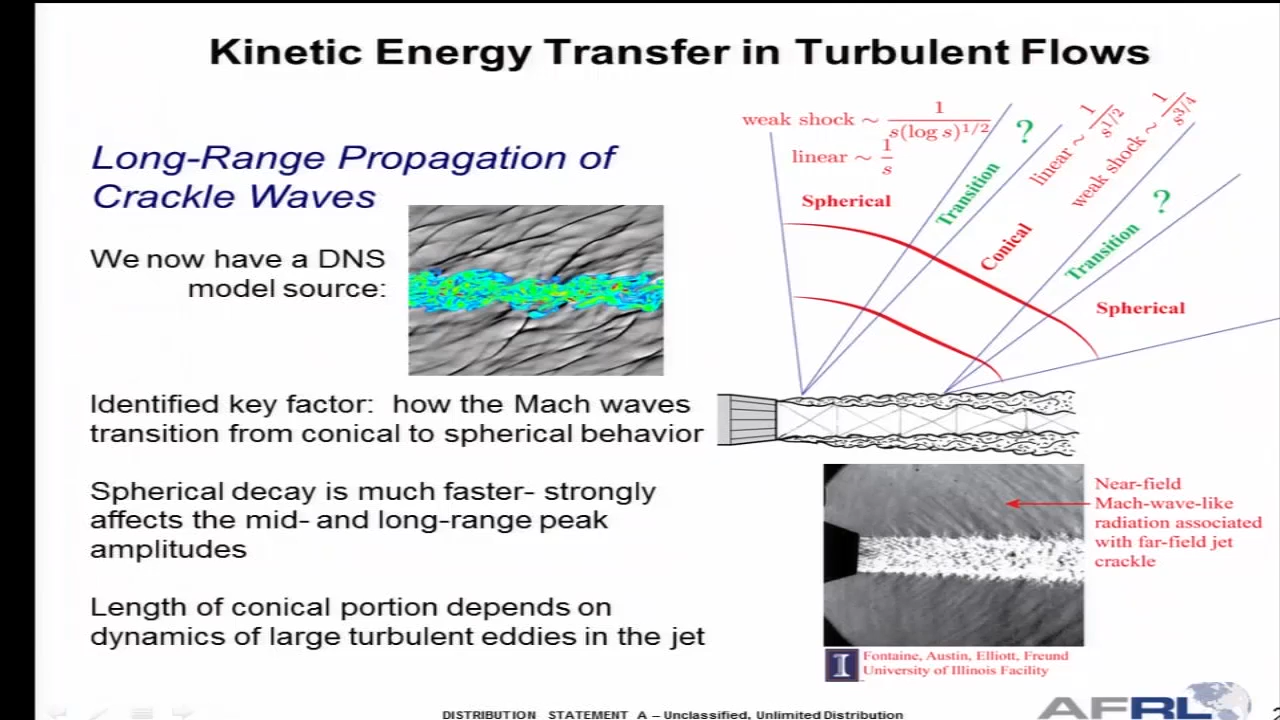 Kinetic Energy Transfer in Turbulent Flows
Long-Range Propagation of
Crackle Waves
We now have a DNS
model source:
Identified key factor: how the Mach waves
transition from conical to spherical behavior
Spherical decay is much faster- strongly
affects the mid- and long-range peak
amplitudes
Length of conical portion depends on
dynamics of large turbulent eddies in the jet
weak shock ~ 1/s(log s)^1/2
linear ~ 1/s
Spherical
Transition
?
linear ~ 1/s^1/2
weak shock ~ 1/s^3/4
Conical
Transition
?
Spherical
Near-field
Mach-wave-like
radiation associated
with far-field jet
crackle
I
Fontaine, Austin, Elliott, Freund
University of Illinois Facility
DISTRIBUTION STATEMENT A – Unclassified, Unlimited Distribution
AFRL